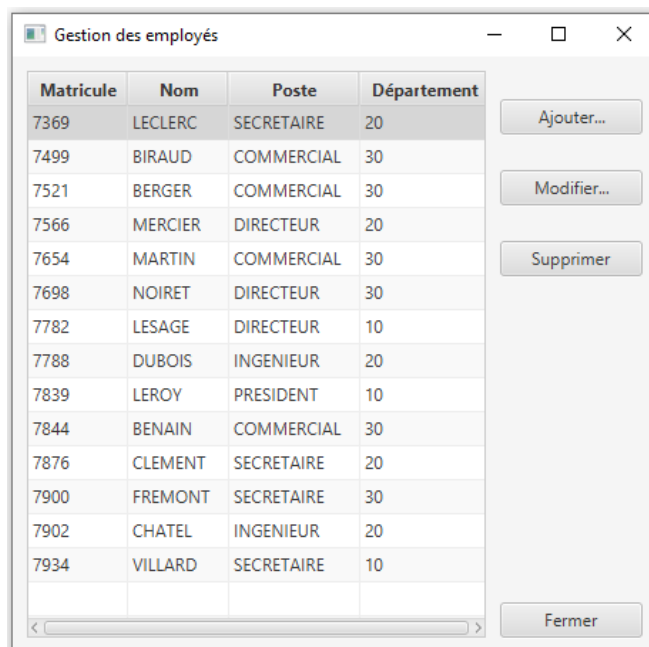 Gestion des employés
Matricule Nom Poste Département
7369 LECLERC SECRETAIRE 20
7499 BIRAUD COMMERCIAL 30
7521 BERGER COMMERCIAL 30
7566 MERCIER DIRECTEUR 20
7654 MARTIN COMMERCIAL 30
7698 NOIRET DIRECTEUR 30
7782 LESAGE DIRECTEUR 10
7788 DUBOIS INGENIEUR 20
7839 LEROY PRESIDENT 10
7844 BENAIN COMMERCIAL 30
7876 CLEMENT SECRETAIRE 20
7900 FREMONT SECRETAIRE 30
7902 CHATEL INGENIEUR 20
7934 VILLARD SECRETAIRE 10
Ajouter...
Modifier...
Supprimer
Fermer